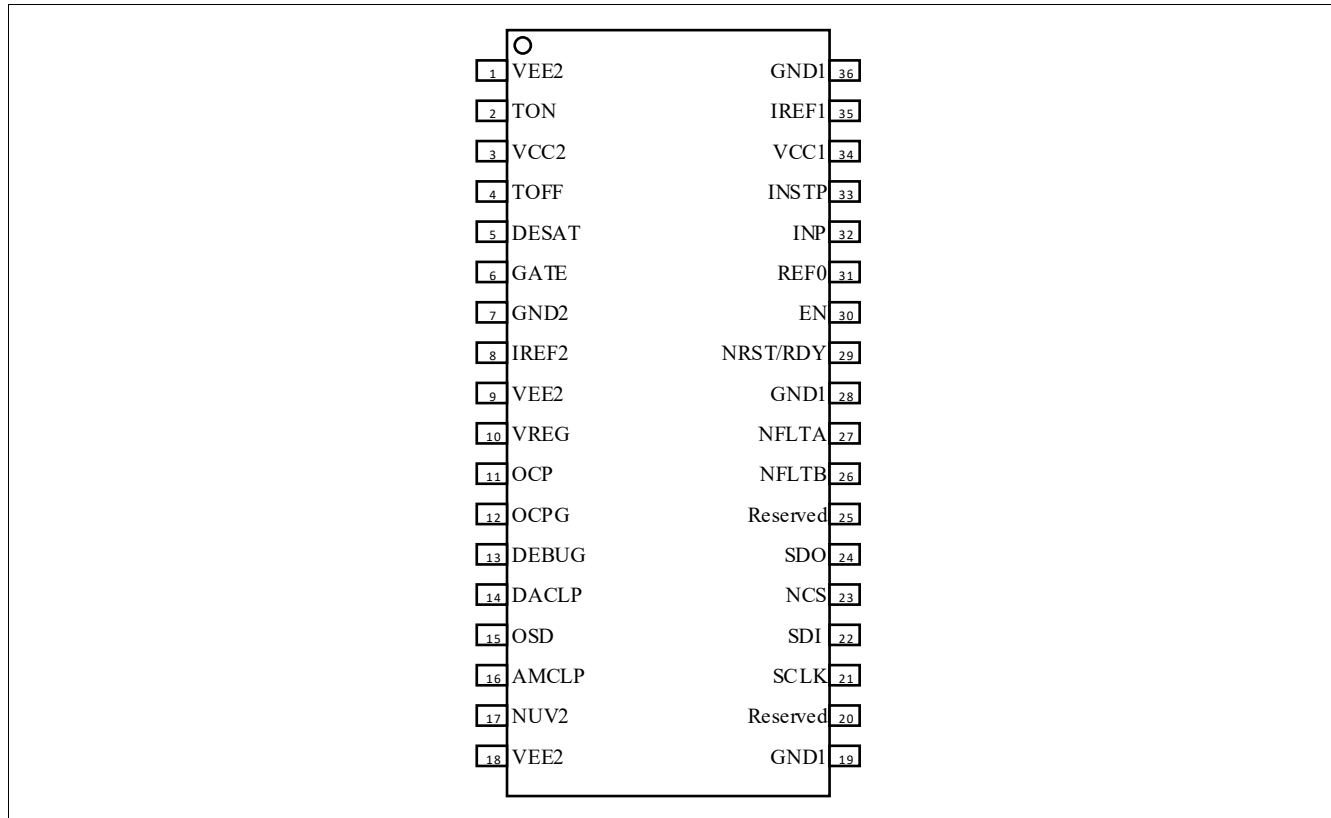 1 VEE2 GND1 36
2 TON IREF1 35
3 VCC2 VCC1 34
4 TOFF INSTP 33
5 DESAT INP 32
6 GATE REF0 31
7 GND2 EN 30
8 IREF2 NRST/RDY 29
9 VEE2 GND1 28
10 VREG NFLTA 27
11 OCP NFLTB 26
12 OCPG Reserved 25
13 DEBUG SDO 24
14 DACLP NCS 23
15 OSD SDI 22
16 AMCLP SCLK 21
17 NUV2 Reserved 20
18 VEE2 GND1 19